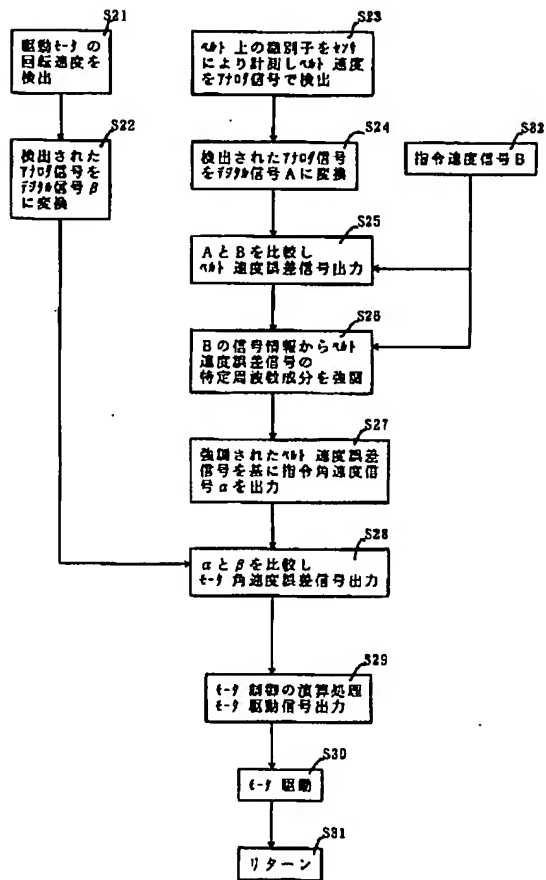 S21
駆動ﾓｰﾀ の
回転速度を
検出
S22
検出された
ｱﾅﾛｸﾞ信号を
ﾃﾞｼﾞﾀﾙ信号β
に変換
S23
ﾍﾞﾙﾄ 上の識別子をｾﾝｻ
により計測しﾍﾞﾙﾄ 速度
をｱﾅﾛｸﾞ信号で検出
S24
検出されたｱﾅﾛｸﾞ信号
をﾃﾞｼﾞﾀﾙ信号Aに変換
S32
指令速度信号B
S25
AとBを比較し
ﾍﾞﾙﾄ 速度誤差信号出力
S26
Bの信号情報からﾍﾞﾙﾄ
速度誤差信号の
特定周波数成分を強図
S27
強調されたﾍﾞﾙﾄ 速度誤差
信号を基に指令角速度信
号αを出力
S28
αとβを比較し
ﾓｰﾀ 角速度誤差信号出力
S29
ﾓｰﾀ 制御の演算処理
ﾓｰﾀ 駆動信号出力
S30
ﾓｰﾀ 駆動
S31
リターン